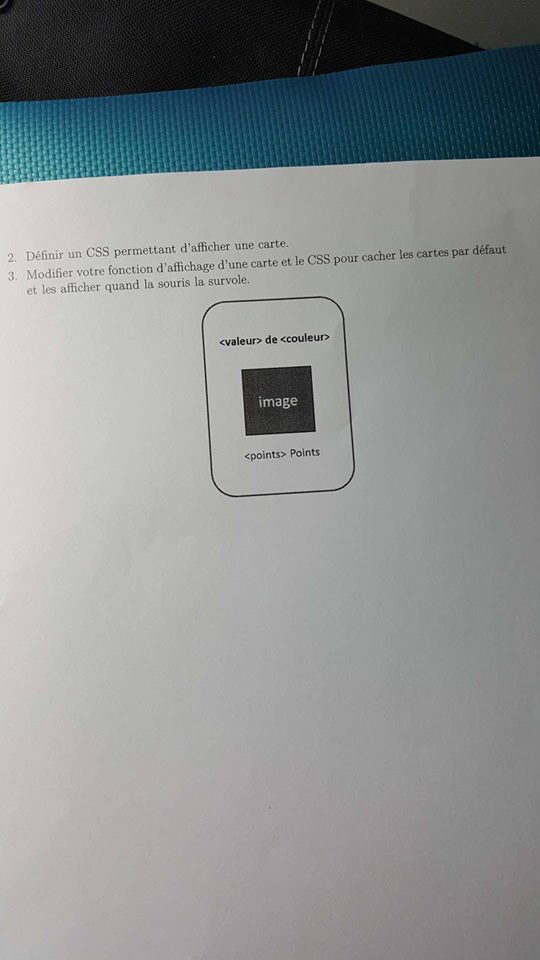 2. Définir un CSS permettant d'afficher une carte.
3. Modifier votre fonction d'affichage d'une carte et le CSS pour cacher les cartes par défaut
et les afficher quand la souris la survole.
<valeur> de <couleur>
image
<points> Points